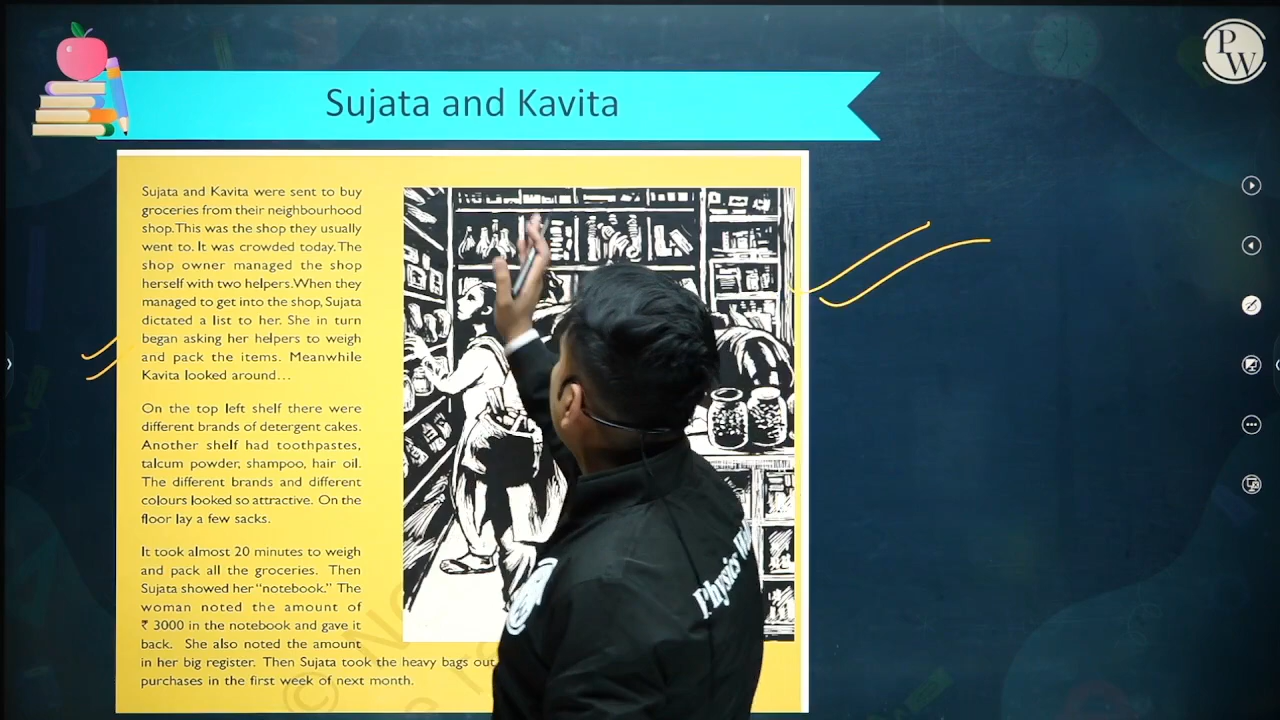 P
W
Sujata and Kavita
Sujata and Kavita were sent to buy
groceries from their neighbourhood
shop.This was the shop they usually
went to. It was crowded today. The
shop owner managed the shop
herself with two helpers.When they
managed to get into the shop, Sujata
dictated a list to her. She in turn
began asking her helpers to weigh
and pack the items. Meanwhile
Kavita looked around...
On the top left shelf there were
different brands of detergent cakes.
Another shelf had toothpastes,
talcum powder, shampoo, hair oil.
The different brands and different
colours looked so attractive. On the
floor lay a few sacks.
It took almost 20 minutes to weigh
and pack all the groceries. Then
Sujata showed her "notebook." The
woman noted the amount of
₹ 3000 in the notebook and gave it
back. She also noted the amount
in her big register. Then Sujata took the heavy bags out
purchases in the first week of next month.
Physics